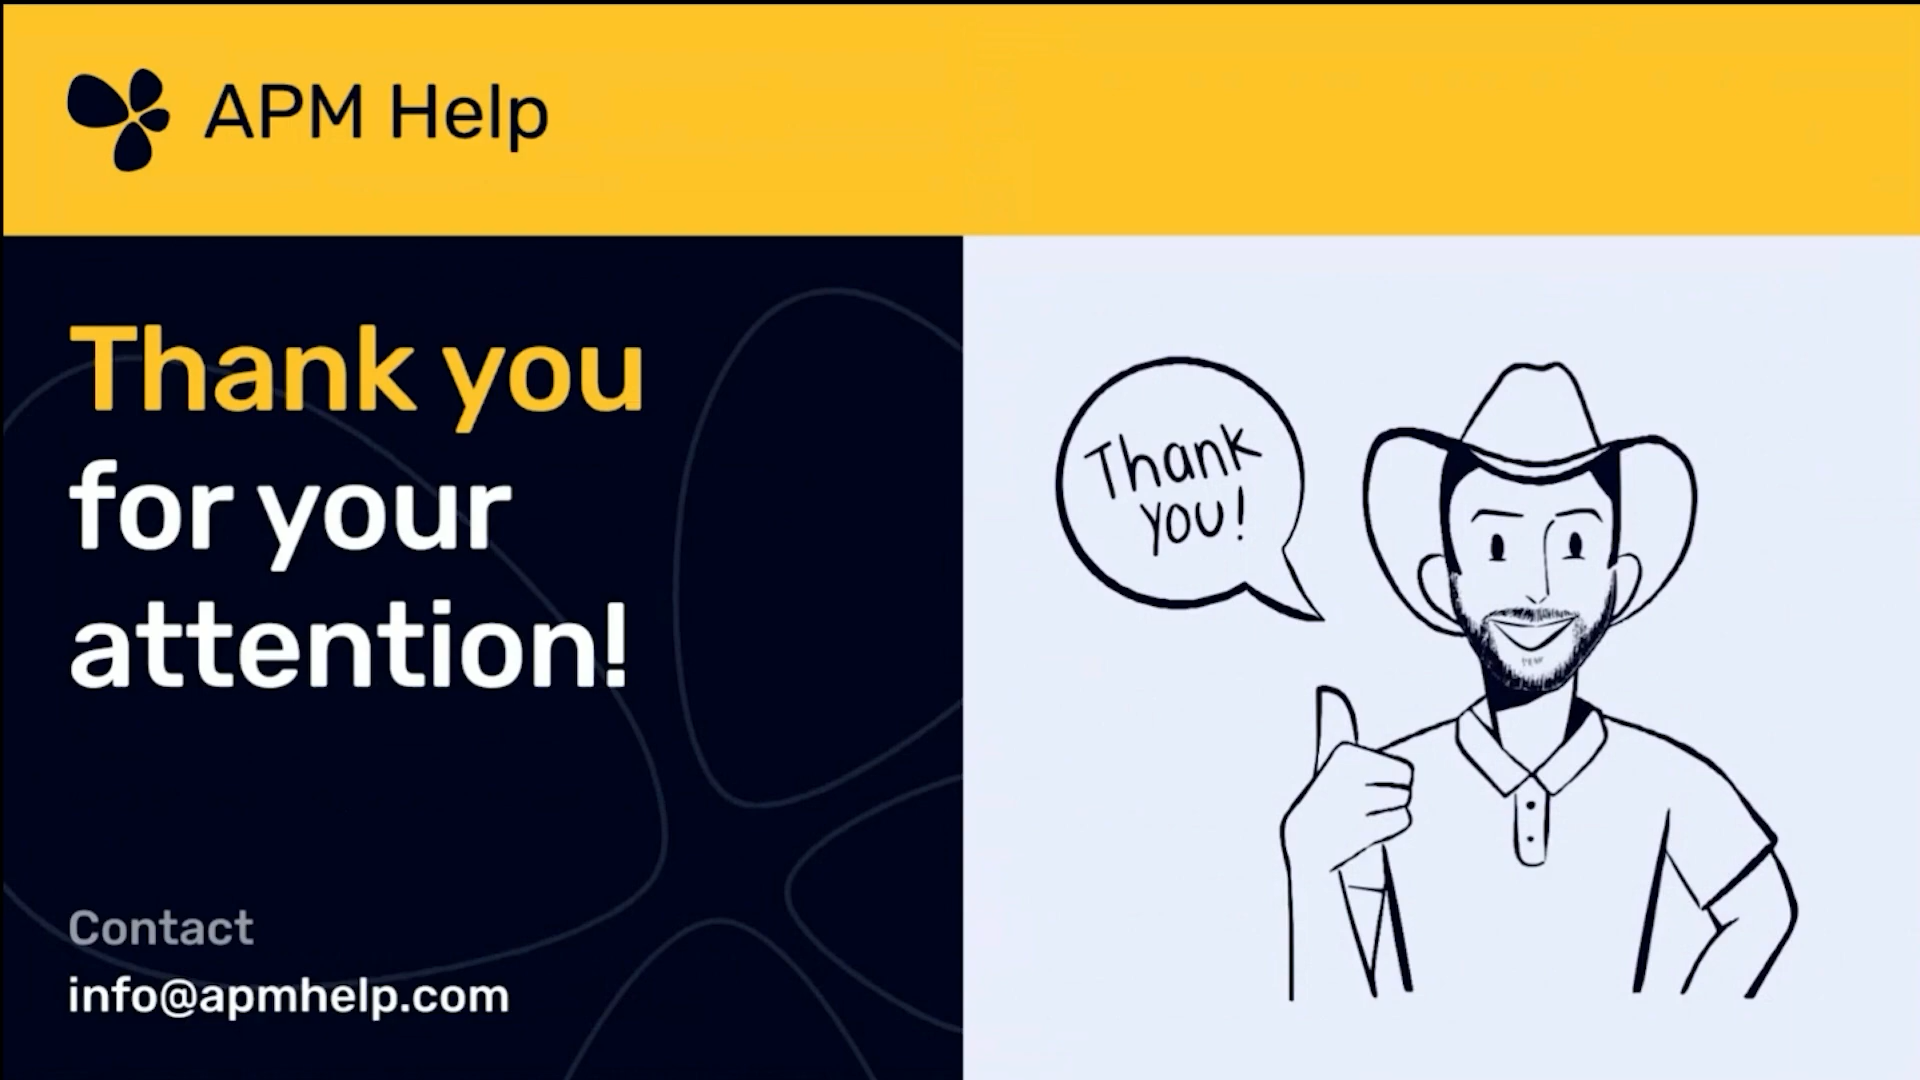 APM Help
Thank you
for your
attention!
Thank
you!
Contact
info@apmhelp.com